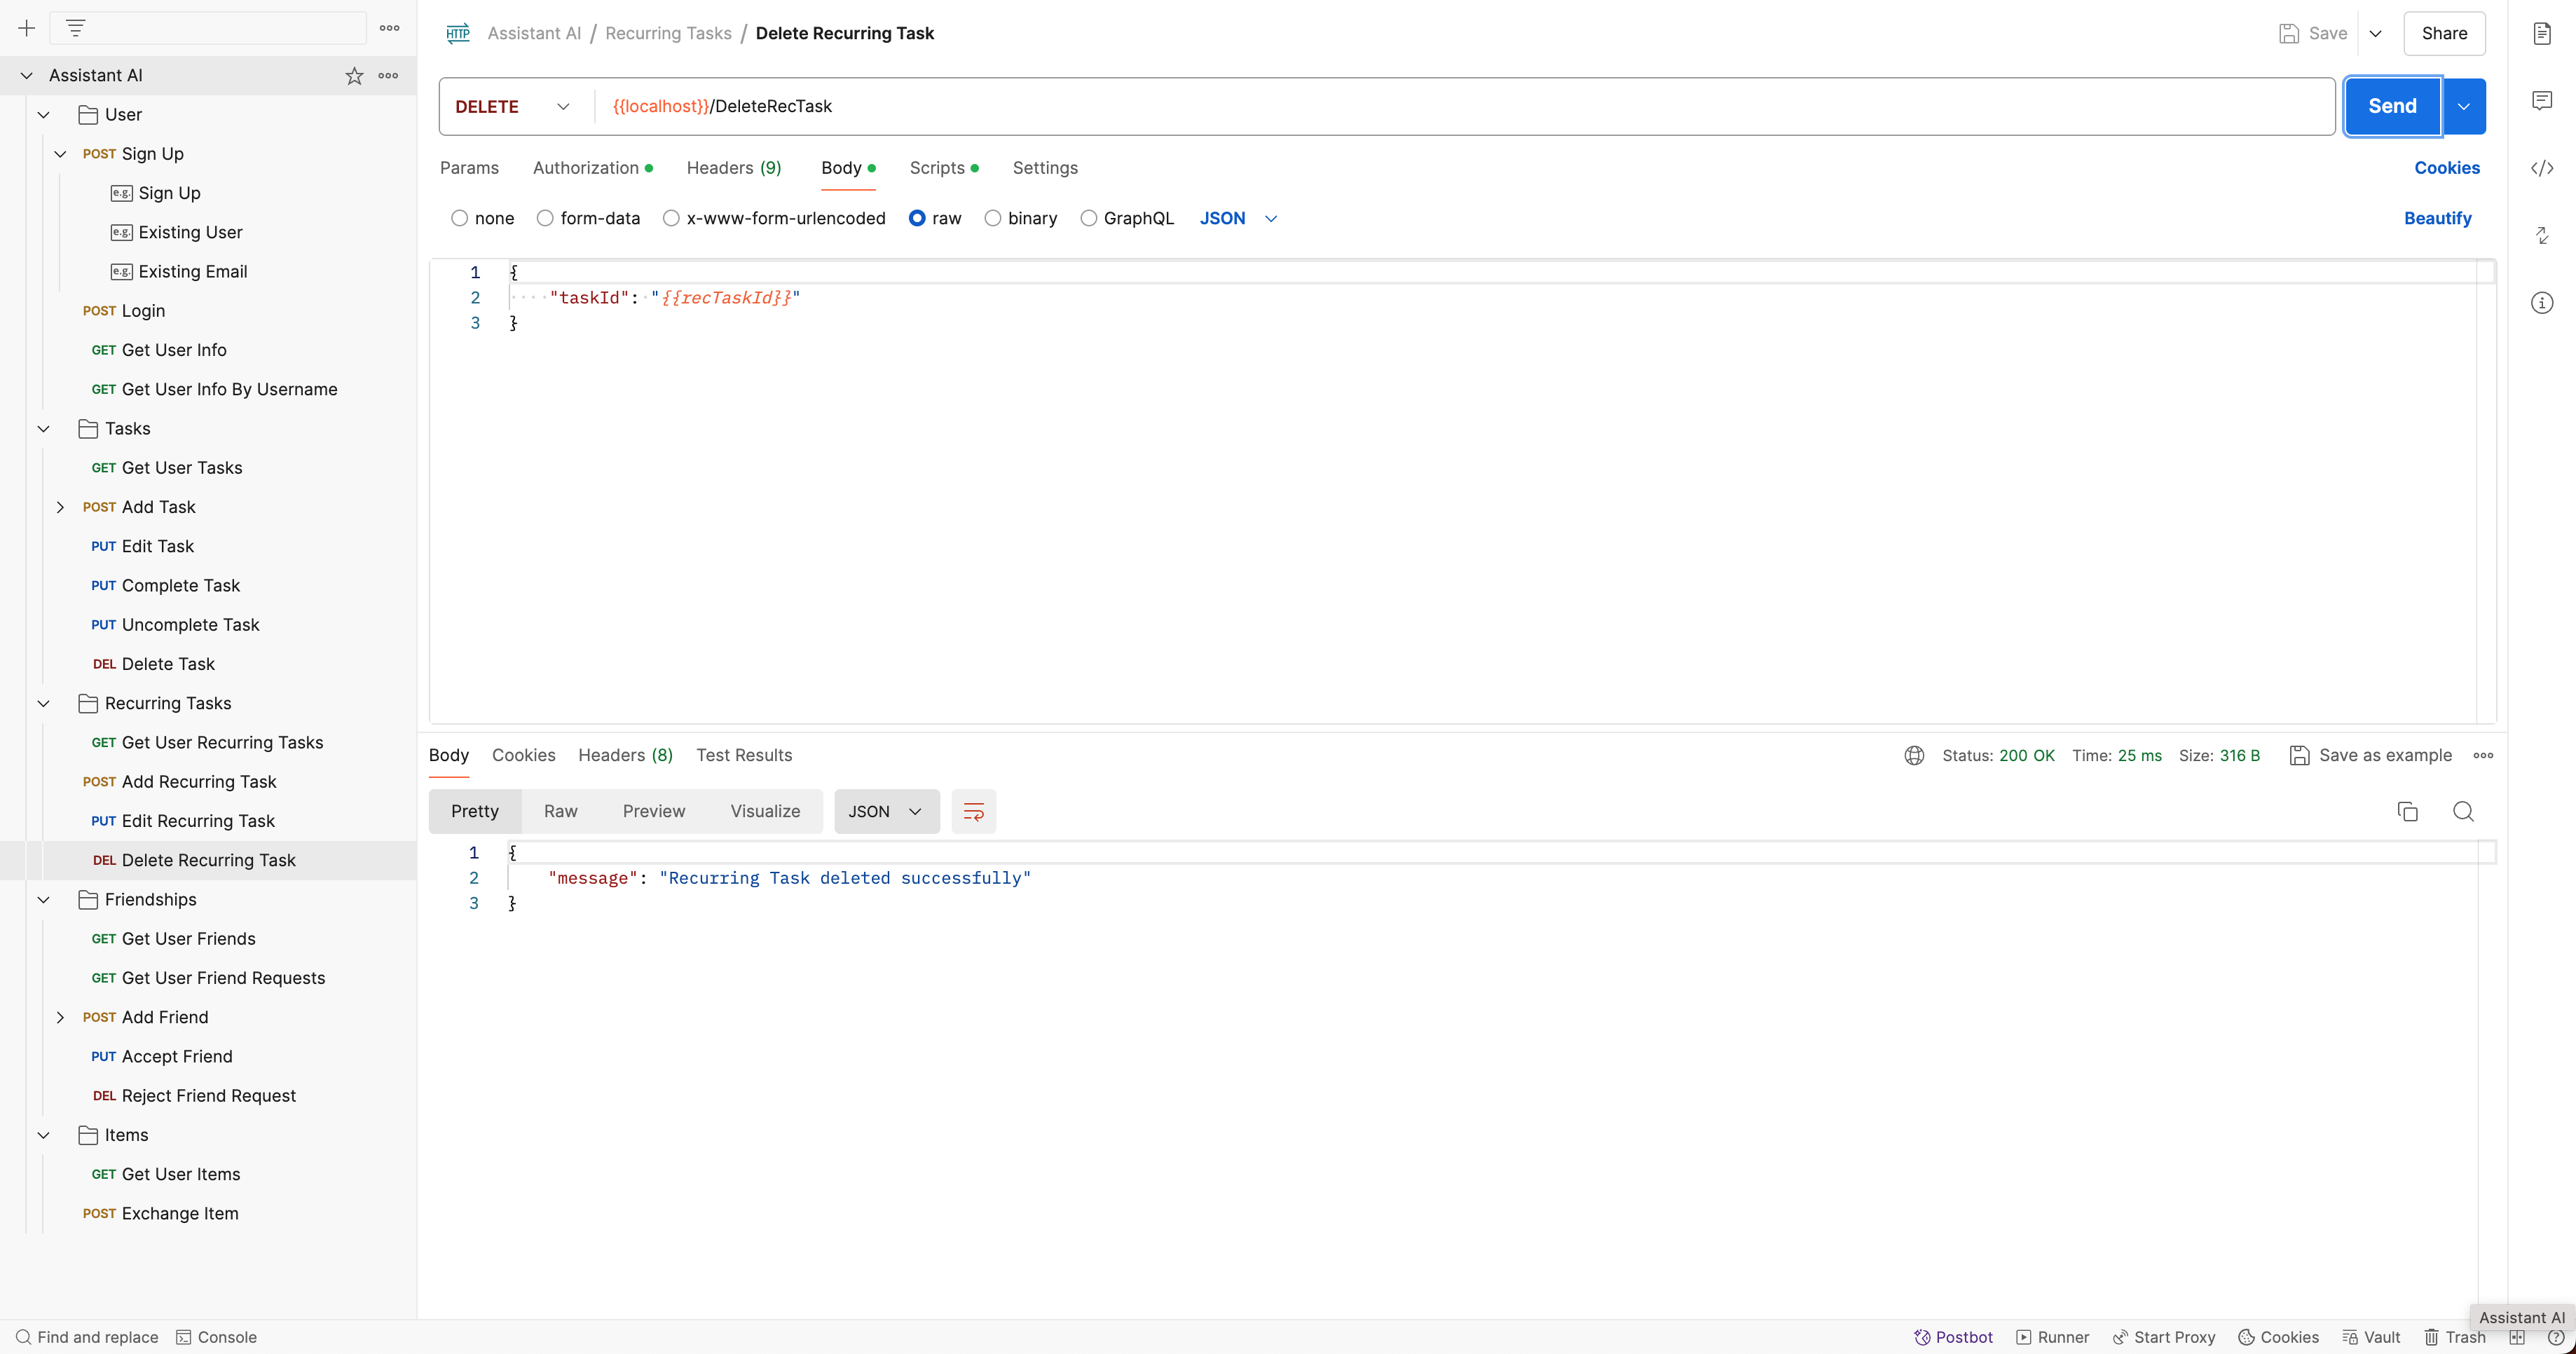 Assistant AI
User
POST Sign Up
e.g. Sign Up
e.g. Existing User
e.g. Existing Email
POST Login
GET Get User Info
GET Get User Info By Username
Tasks
GET Get User Tasks
POST Add Task
PUT Edit Task
PUT Complete Task
PUT Uncomplete Task
DEL Delete Task
Recurring Tasks
GET Get User Recurring Tasks
POST Add Recurring Task
PUT Edit Recurring Task
DEL Delete Recurring Task
Friendships
GET Get User Friends
GET Get User Friend Requests
POST Add Friend
PUT Accept Friend
DEL Reject Friend Request
Items
GET Get User Items
POST Exchange Item
HTTP Assistant AI / Recurring Tasks / Delete Recurring Task
Save
Share
DELETE {{localhost}}/DeleteRecTask
Send
Params Authorization Headers (9) Body Scripts Settings
Cookies
none form-data x-www-form-urlencoded raw binary GraphQL JSON
Beautify
1 {
2 "taskId": "{{recTaskId}}"
3 }
Body Cookies Headers (8) Test Results
Status: 200 OK Time: 25 ms Size: 316 B Save as example
Pretty Raw Preview Visualize JSON
1 {
2 "message": "Recurring Task deleted successfully"
3 }
Assistant AI
Find and replace Console
Postbot Runner Start Proxy Cookies Vault Trash